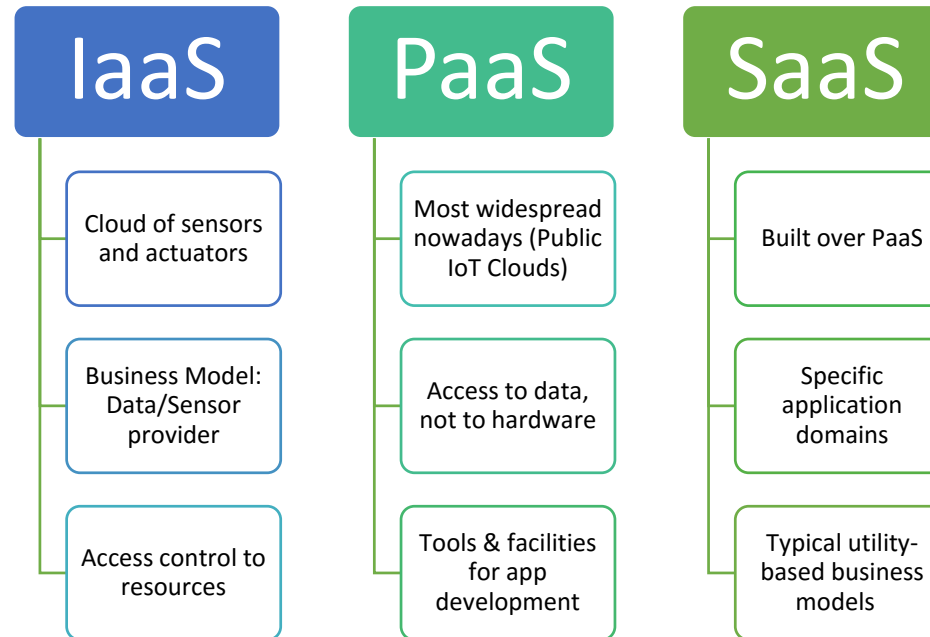 IaaS
Cloud of sensors
and actuators
Business Model:
Data/Sensor
provider
Access control to
resources
PaaS
Most widespread
nowadays (Public
IoT Clouds)
Access to data,
not to hardware
Tools & facilities
for app
development
SaaS
Built over PaaS
Specific
application
domains
Typical utility-
based business
models